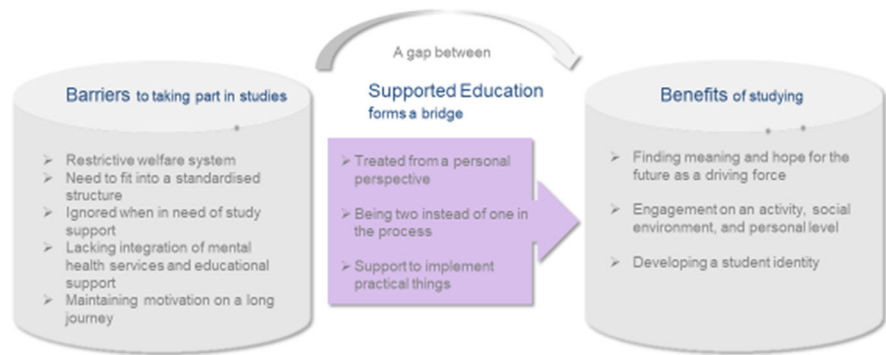 A gap between
Barriers to taking part in studies
➢ Restrictive welfare system
➢ Need to fit into a standardised
structure
➢ Ignored when in need of study
support
➢ Lacking integration of mental
health services and educational
support
➢ Maintaining motivation on a long
journey
Supported Education
forms a bridge
➢ Treated from a personal
perspective
➢ Being two instead of one in
the process
➢ Support to implement
practical things
Benefits of studying
➢ Finding meaning and hope for the
future as a driving force
➢ Engagement on an activity, social
environment, and personal level
➢ Developing a student identity